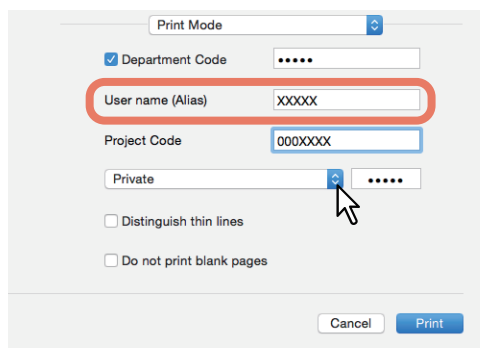 Print Mode
Department Code •••••
User name (Alias) XXXXX
Project Code 000XXXX
Private •••••
Distinguish thin lines
Do not print blank pages
Cancel Print